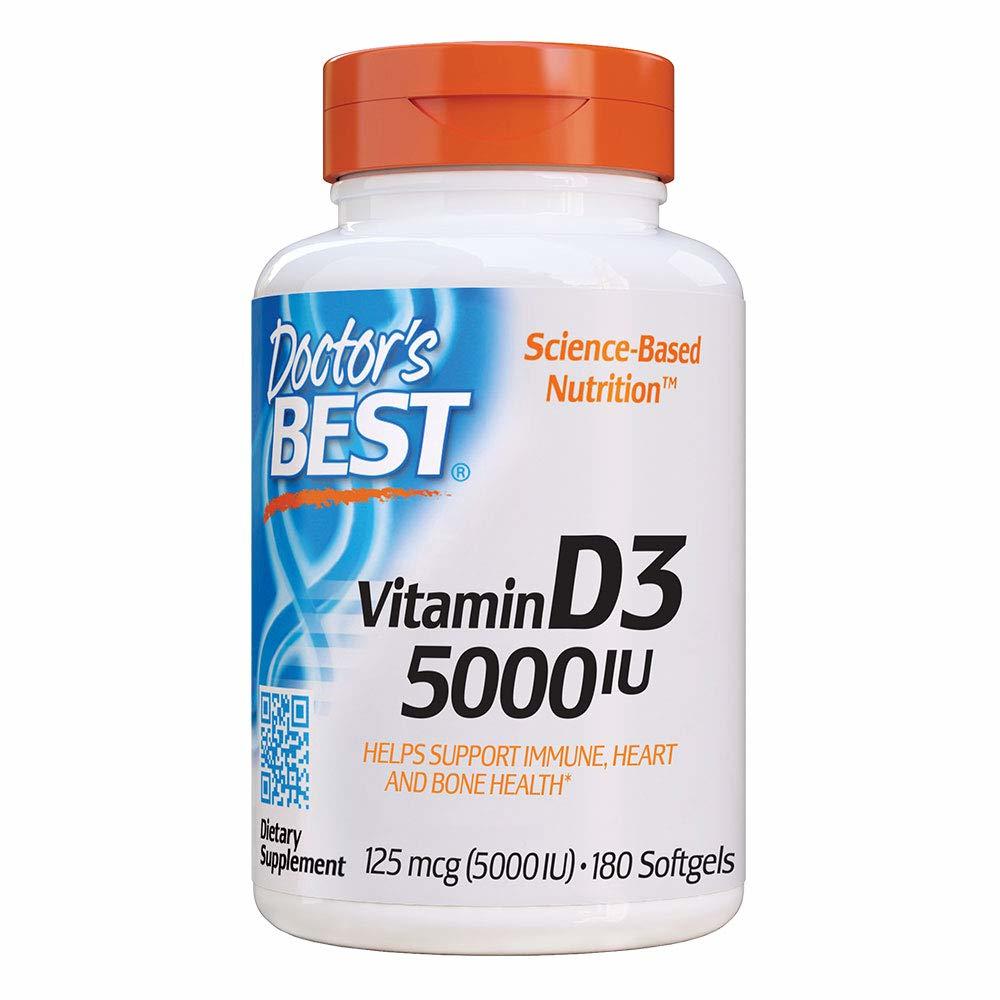 Doctor's
BEST®
Science-Based
Nutrition™
Vitamin D3
5000 IU
HELPS SUPPORT IMMUNE, HEART
AND BONE HEALTH*
Dietary
Supplement
125 mcg (5000 IU) • 180 Softgels